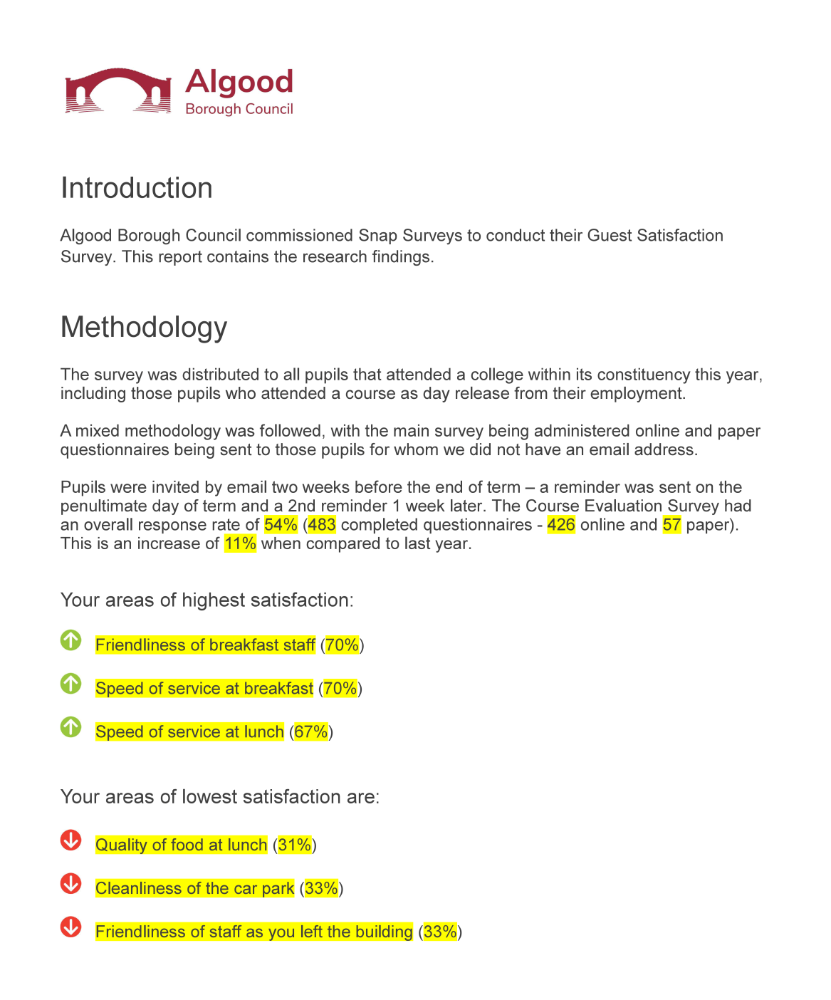 Algood
Borough Council
Introduction
Algood Borough Council commissioned Snap Surveys to conduct their Guest Satisfaction
Survey. This report contains the research findings.
Methodology
The survey was distributed to all pupils that attended a college within its constituency this year,
including those pupils who attended a course as day release from their employment.
A mixed methodology was followed, with the main survey being administered online and paper
questionnaires being sent to those pupils for whom we did not have an email address.
Pupils were invited by email two weeks before the end of term – a reminder was sent on the
penultimate day of term and a 2nd reminder 1 week later. The Course Evaluation Survey had
an overall response rate of 54% (483 completed questionnaires - 426 online and 57 paper).
This is an increase of 11% when compared to last year.
Your areas of highest satisfaction:
Friendliness of breakfast staff (70%)
Speed of service at breakfast (70%)
Speed of service at lunch (67%)
Your areas of lowest satisfaction are:
Quality of food at lunch (31%)
Cleanliness of the car park (33%)
Friendliness of staff as you left the building (33%)